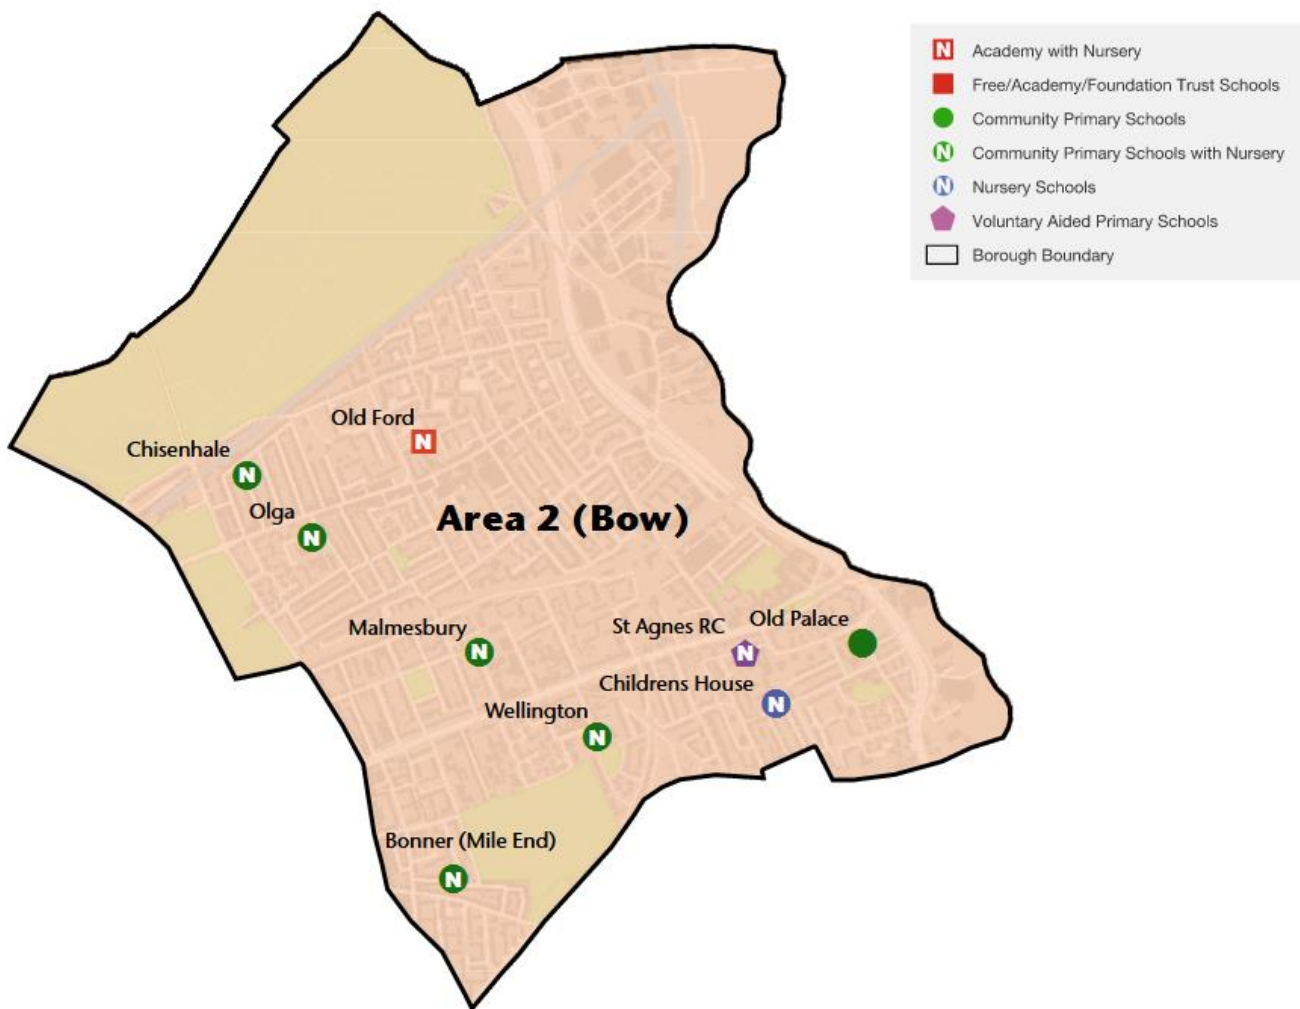 N Academy with Nursery
Free/Academy/Foundation Trust Schools
Community Primary Schools
N Community Primary Schools with Nursery
N Nursery Schools
Voluntary Aided Primary Schools
Borough Boundary
Old Ford
N
Chisenhale
N
Olga
N
Area 2 (Bow)
Malmesbury
N
St Agnes RC
N
Old Palace
Childrens House
N
Wellington
N
Bonner (Mile End)
N